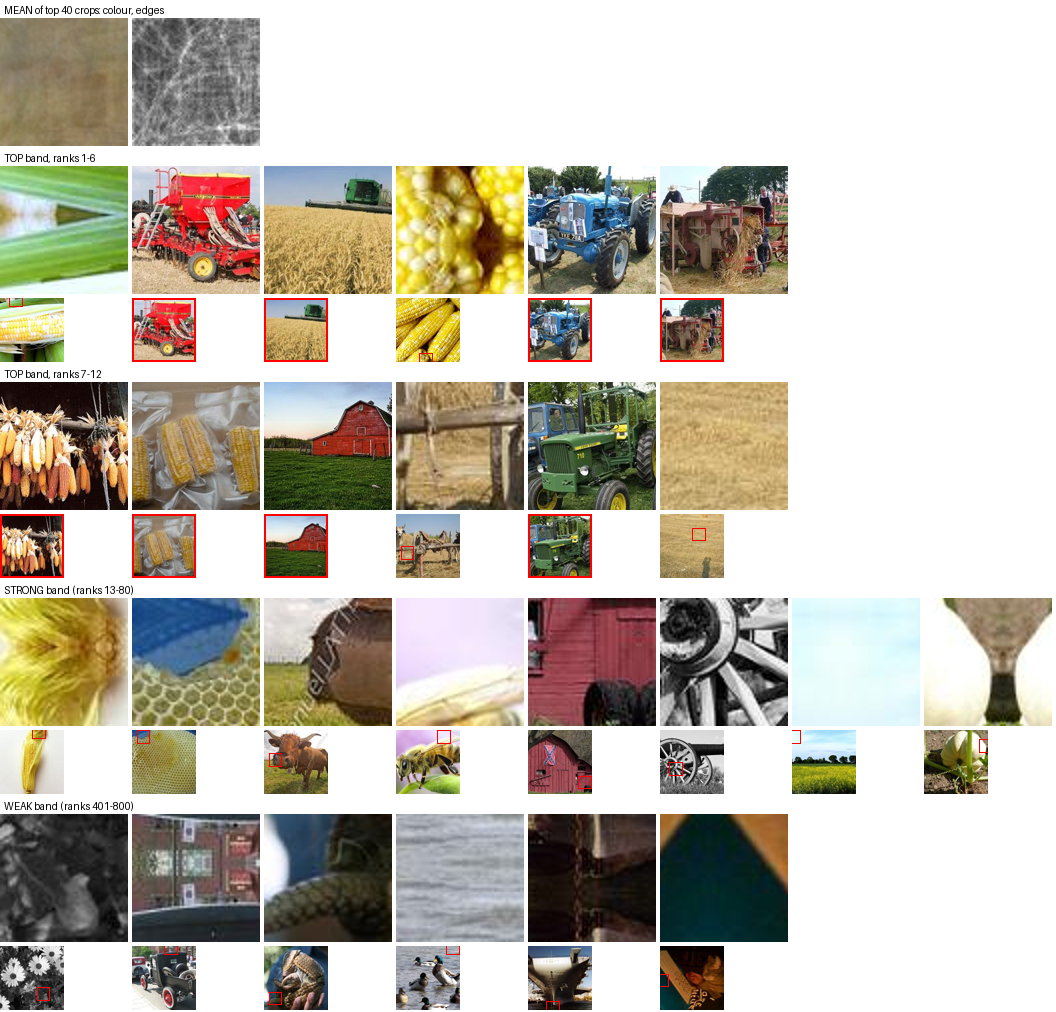 MEAN of top 40 crops: colour, edges
TOP band, ranks 1-6
TOP band, ranks 7-12
710
STRONG band (ranks 13-80)
WEAK band (ranks 401-800)